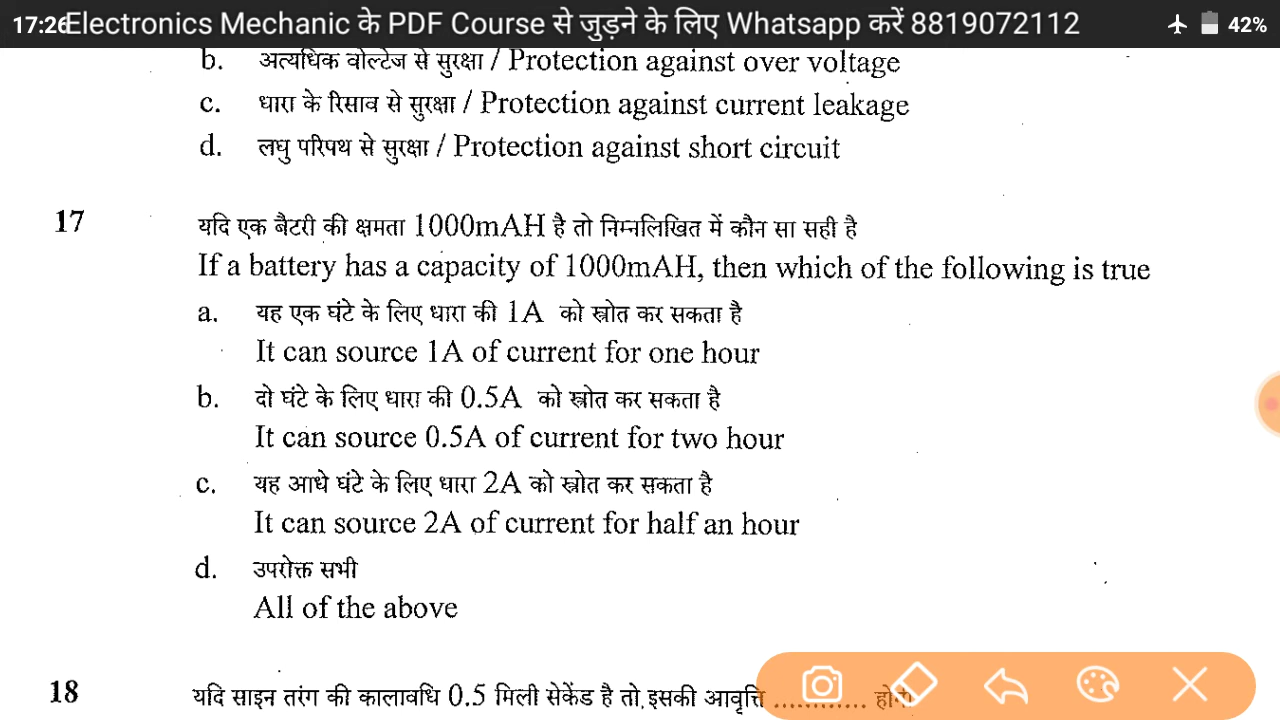 17:26 Electronics Mechanic के PDF Course से जुड़ने के लिए Whatsapp करें 8819072112 42%
b. अत्यधिक वोल्टेज से सुरक्षा / Protection against over voltage
c. धारा के रिसाव से सुरक्षा / Protection against current leakage
d. लघु परिपथ से सुरक्षा / Protection against short circuit
17 यदि एक बैटरी की क्षमता 1000mAH है तो निम्नलिखित में कौन सा सही है
If a battery has a capacity of 1000mAH, then which of the following is true
a. यह एक घंटे के लिए धारा की 1A को स्त्रोत कर सकता है
It can source 1A of current for one hour
b. दो घंटे के लिए धारा की 0.5A को स्त्रोत कर सकता है
It can source 0.5A of current for two hour
c. यह आधे घंटे के लिए धारा 2A को स्त्रोत कर सकता है
It can source 2A of current for half an hour
d. उपरोक्त सभी
All of the above
18 यदि साइन तरंग की कालावधि 0.5 मिली सेकेंड है तो, इसकी आवृत्ति ............